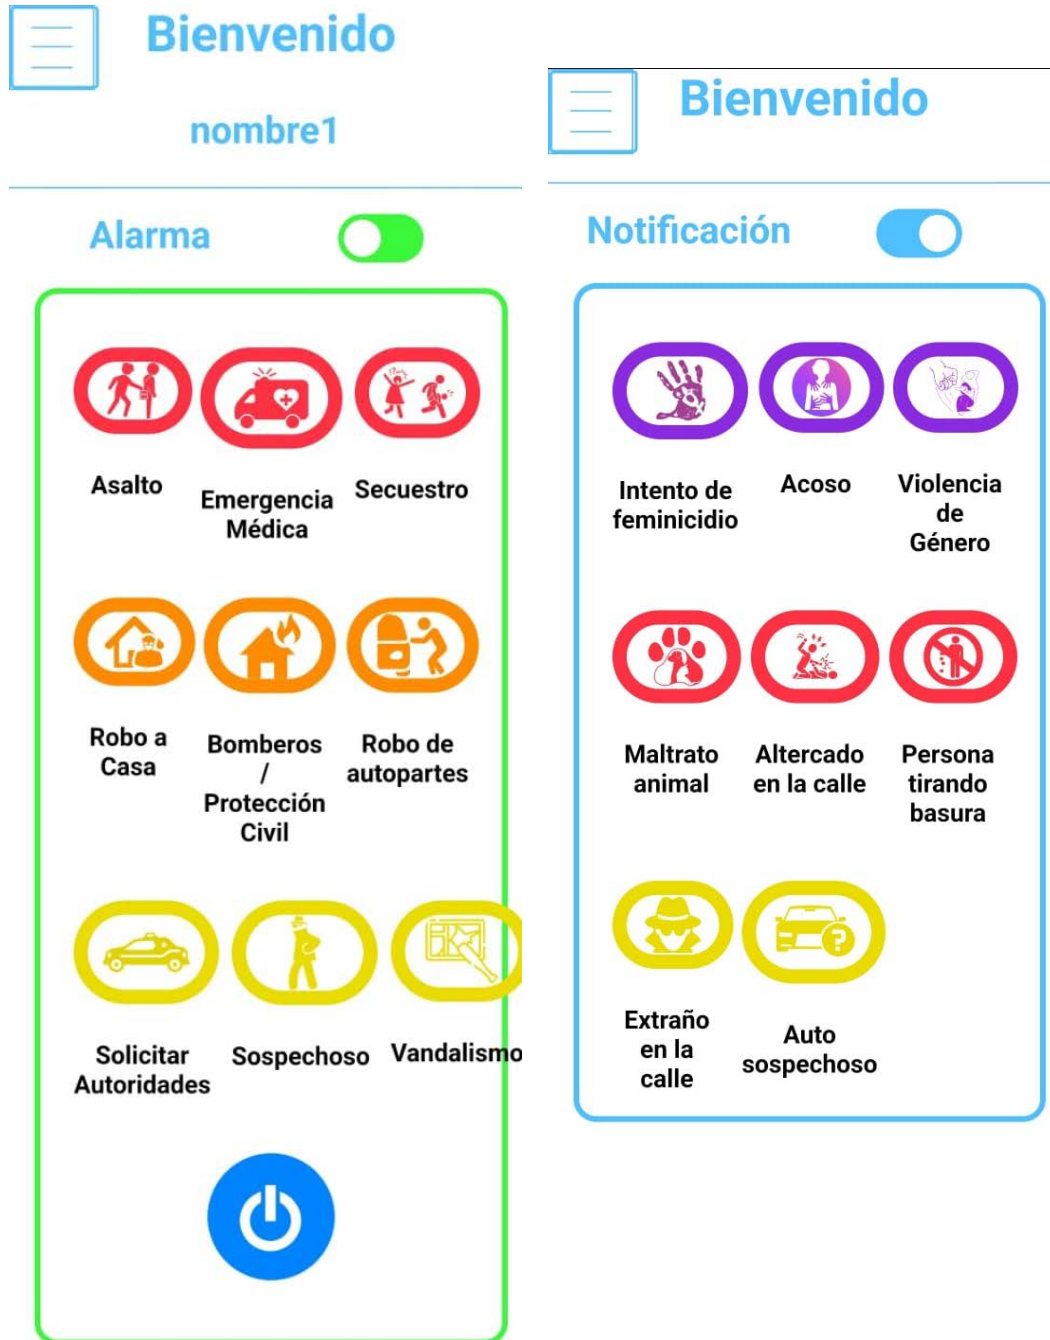 Bienvenido
nombre1
Alarma
Asalto
Emergencia
Médica
Secuestro
Robo a
Casa
Bomberos
/
Protección
Civil
Robo de
autopartes
Solicitar
Autoridades
Sospechoso
Vandalismo
Bienvenido
Notificación
Intento de
feminicidio
Acoso
Violencia
de
Género
Maltrato
animal
Altercado
en la calle
Persona
tirando
basura
Extraño
en la
calle
Auto
sospechoso